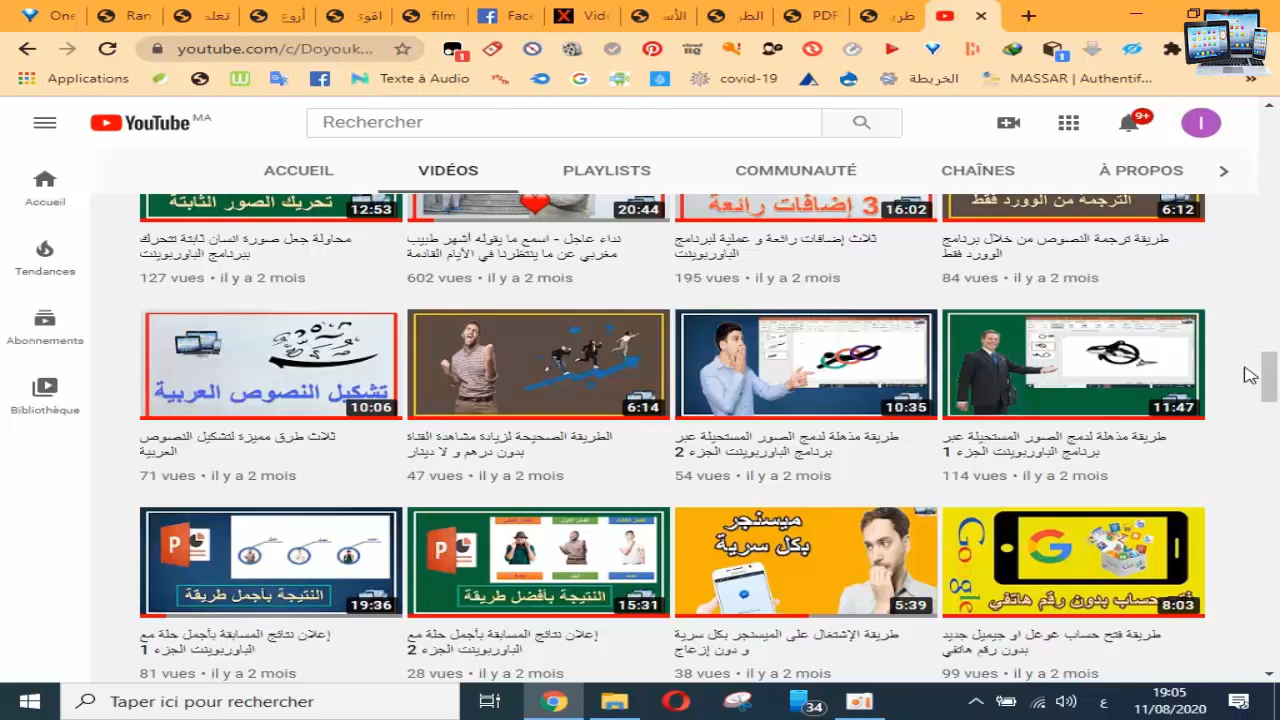 One
Ran
تعلـ
أروع
اقوى
film
Face
Vidé
الأسـ
الطر
PDF
طريـ
youtube.com/c/Doyouk...
Applications
Texte à Audio
covid-19
الخريطة
MASSAR | Authentif...
YouTube MA
Rechercher
9+
I
ACCUEIL
VIDÉOS
PLAYLISTS
COMMUNAUTÉ
CHAÎNES
À PROPOS
Accueil
Tendances
Abonnements
Bibliothèque
تحريك الصور الثابتة
12:53
20:44
3 إضافات رائعة
16:02
الترجمة من الوورد فقط
6:12
محاولة جعل صورة انسان ثابتة تتحرك
ببرنامج الباوربوينت
127 vues • il y a 2 mois
نداء عاجل - اسمع ما يقوله أشهر طبيب
مغربي عن ما ينتظرنا في الأيام القادمة
602 vues • il y a 2 mois
ثلاث إضافات رائعة و عملية لبرنامج
الباوربوينت
195 vues • il y a 2 mois
طريقة ترجمة النصوص من خلال برنامج
الوورد فقط
84 vues • il y a 2 mois
تشكيل النصوص العربية
10:06
6:14
10:35
11:47
ثلاث طرق مميزة لتشكيل النصوص
العربية
71 vues • il y a 2 mois
الطريقة الصحيحة لزيادة مشاهدة القناة
بدون درهم و لا دينار
47 vues • il y a 2 mois
طريقة مذهلة لدمج الصور المستحيلة عبر
برنامج الباوربوينت الجزء 2
54 vues • il y a 2 mois
طريقة مذهلة لدمج الصور المستحيلة عبر
برنامج الباوربوينت الجزء 1
114 vues • il y a 2 mois
النتيجة بأجمل طريقة
19:36
النتيجة بأفضل طريقة
15:31
ميسنجر
بكل سرية
5:39
Google
حساب بدون رقم هاتفي
8:03
إعلان نتائج المسابقة بأجمل حلة مع
الباوربوينت الجزء 1
81 vues • il y a 2 mois
إعلان نتائج المسابقة بأجمل حلة مع
الباوربوينت الجزء 2
28 vues • il y a 2 mois
طريقة الإشتغال على الميسنجر بكل سرية
و دون إزعاج
38 vues • il y a 2 mois
طريقة فتح حساب غوغل او جيميل جديد
بدون رقم هاتفي
99 vues • il y a 2 mois
Taper ici pour rechercher
34
ع
19:05
11/08/2020